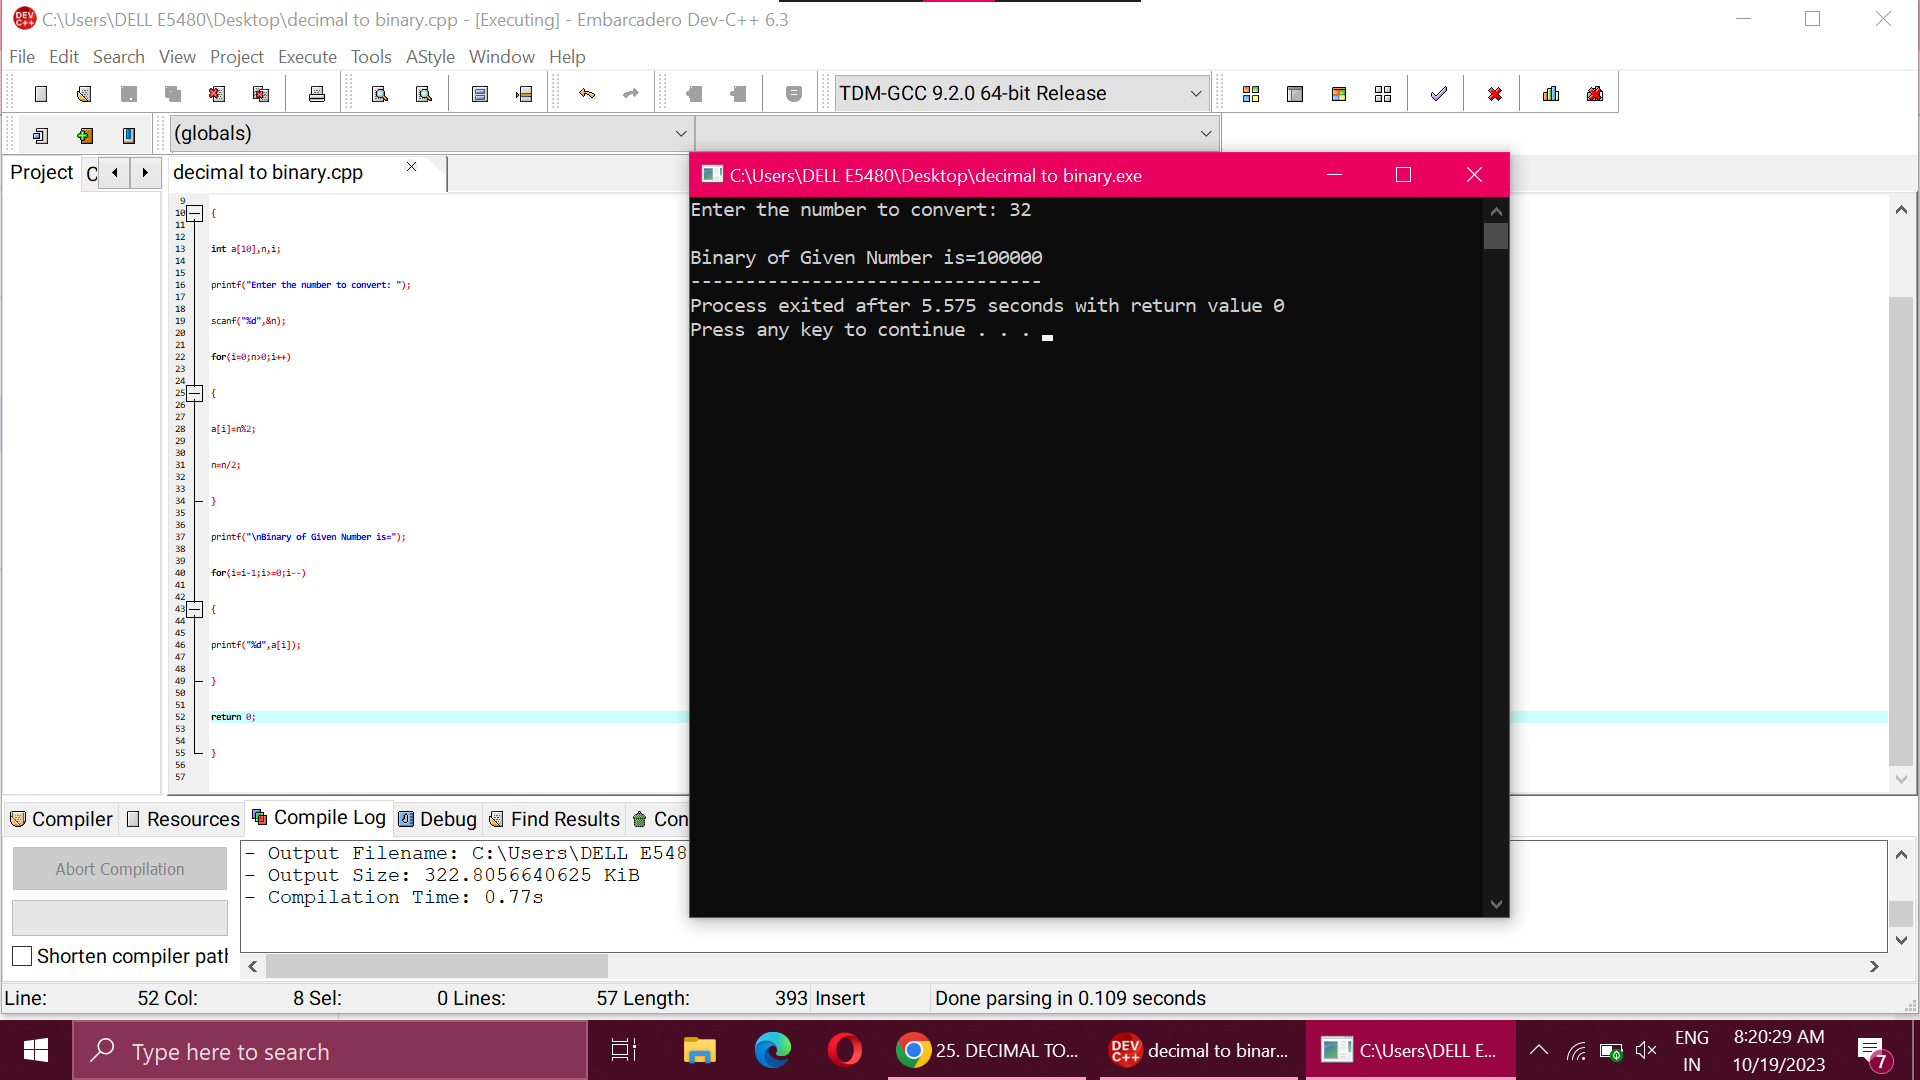 C:\Users\DELL E5480\Desktop\decimal to binary.cpp - [Executing] - Embarcadero Dev-C++ 6.3
File Edit Search View Project Execute Tools AStyle Window Help
TDM-GCC 9.2.0 64-bit Release
(globals)
Project C
decimal to binary.cpp
9
10 {
11
12
13 int a[10],n,i;
14
15
16 printf("Enter the number to convert: ");
17
18
19 scanf("%d",&n);
20
21
22 for(i=0;n>0;i++)
23
24
25 {
26
27
28 a[i]=n%2;
29
30
31 n=n/2;
32
33
34 }
35
36
37 printf("\nBinary of Given Number is=");
38
39
40 for(i=i-1;i>=0;i--)
41
42
43 {
44
45
46 printf("%d",a[i]);
47
48
49 }
50
51
52 return 0;
53
54
55 }
56
57
C:\Users\DELL E5480\Desktop\decimal to binary.exe
Enter the number to convert: 32
Binary of Given Number is=100000
--------------------------------
Process exited after 5.575 seconds with return value 0
Press any key to continue . . .
Compiler Resources Compile Log Debug Find Results Con
Abort Compilation
Shorten compiler path
- Output Filename: C:\Users\DELL E548
- Output Size: 322.8056640625 KiB
- Compilation Time: 0.77s
Line: 52 Col: 8 Sel: 0 Lines: 57 Length: 393 Insert Done parsing in 0.109 seconds
Type here to search
25. DECIMAL TO...
DEV C++ decimal to binar...
C:\Users\DELL E...
ENG
IN
8:20:29 AM
10/19/2023
7